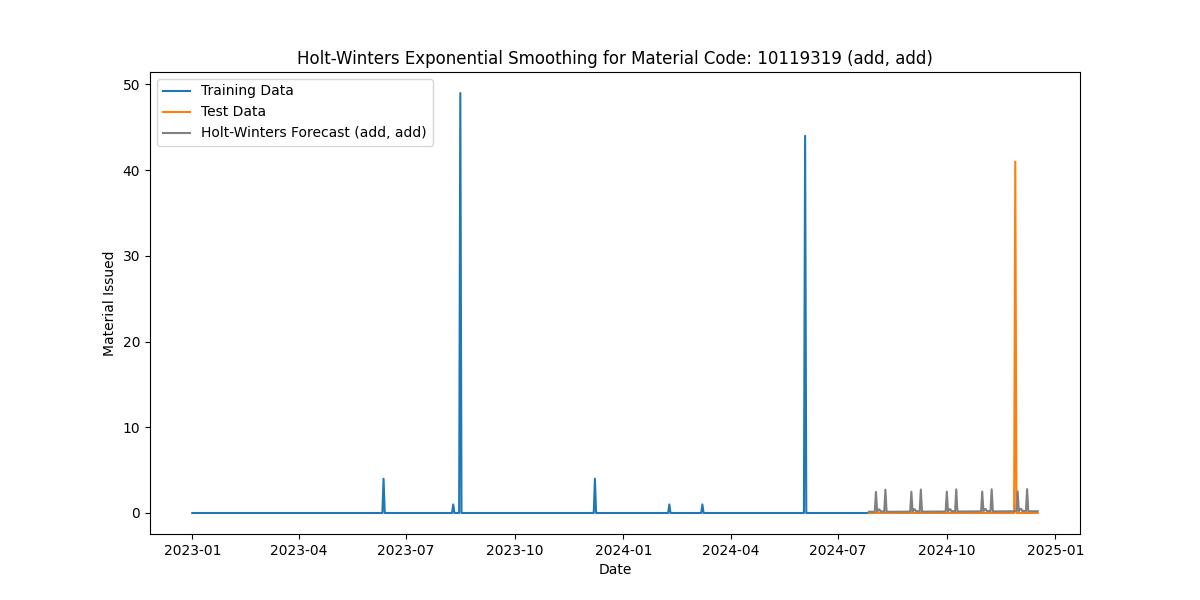 Holt-Winters Exponential Smoothing for Material Code: 10119319 (add, add)
Training Data
Test Data
Holt-Winters Forecast (add, add)
Material Issued
50
40
30
20
10
0
2023-01 2023-04 2023-07 2023-10 2024-01 2024-04 2024-07 2024-10 2025-01
Date